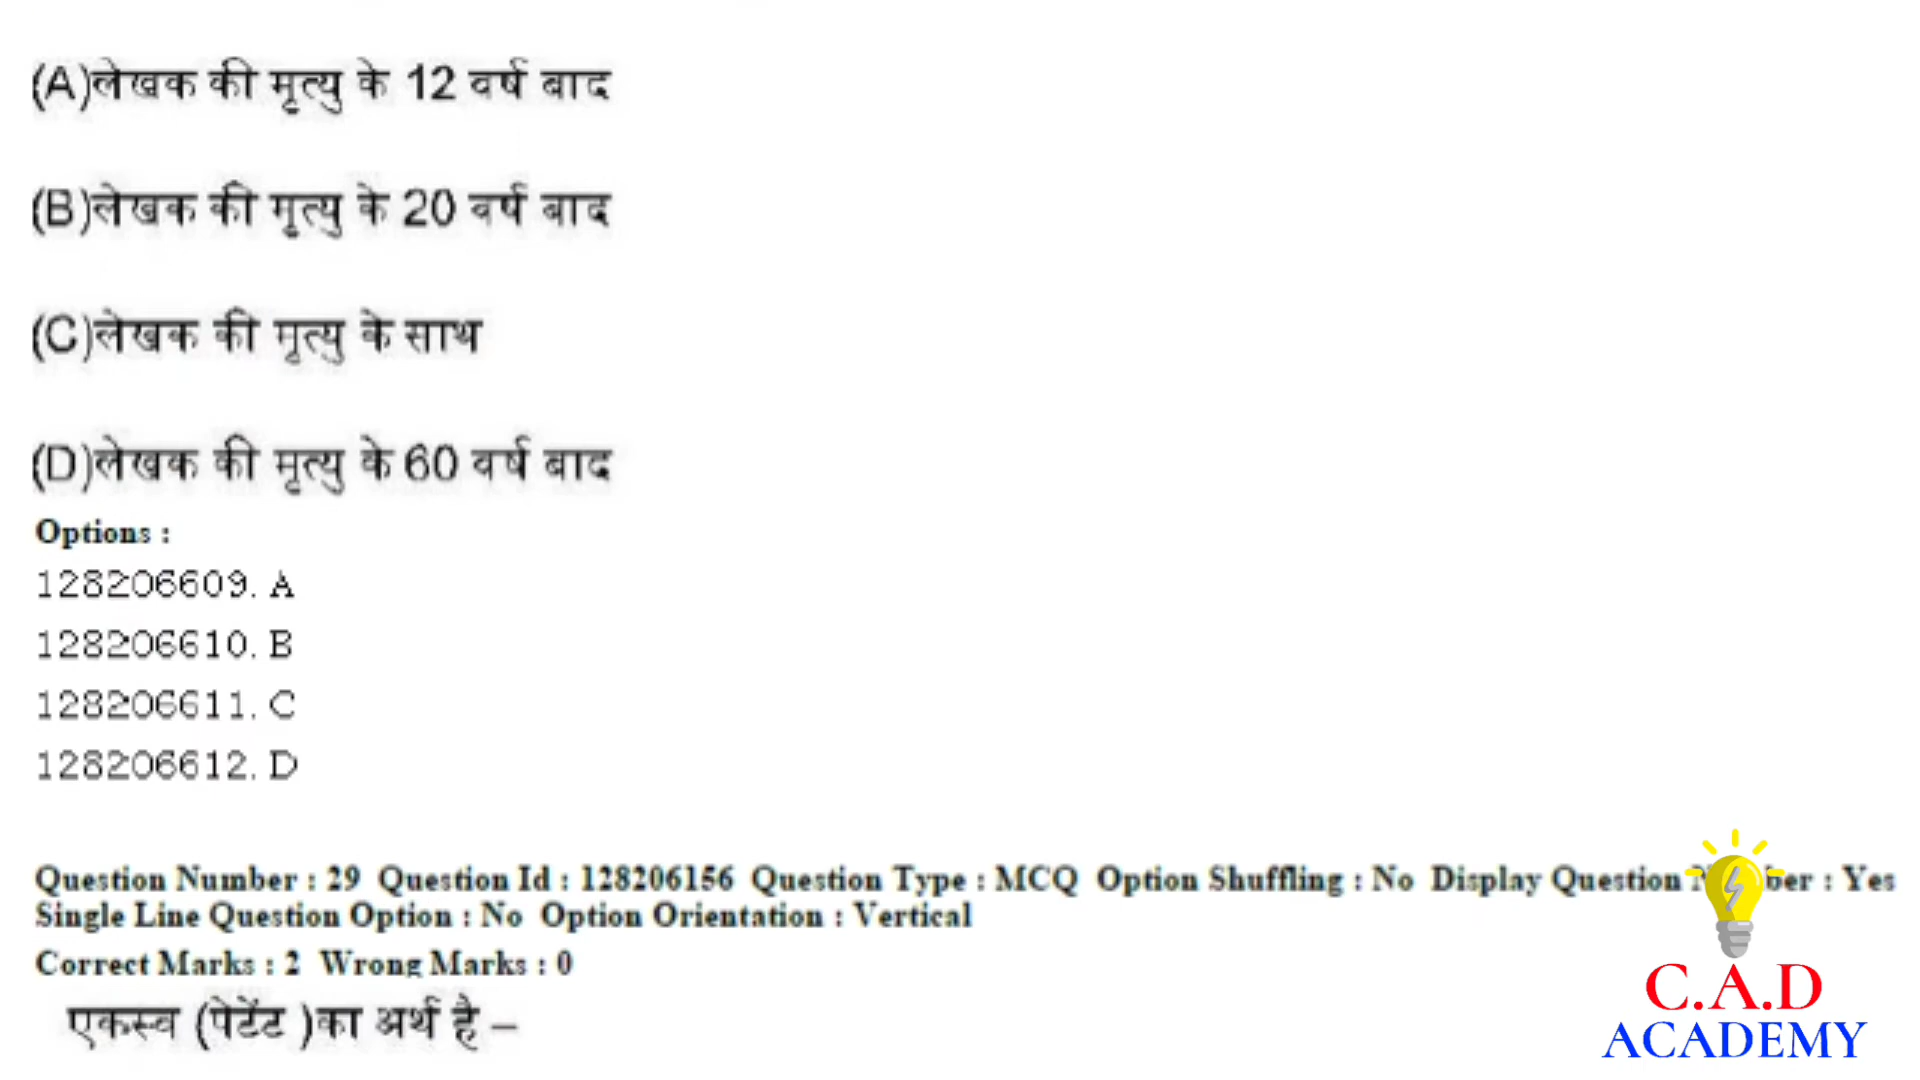 (A)लेखक की मृत्यु के 12 वर्ष बाद
(B)लेखक की मृत्यु के 20 वर्ष बाद
(C)लेखक की मृत्यु के साथ
(D)लेखक की मृत्यु के 60 वर्ष बाद
Options :
128206609. A
128206610. B
128206611. C
128206612. D
Question Number : 29 Question Id : 128206156 Question Type : MCQ Option Shuffling : No Display Question : Yes
Single Line Question Option : No Option Orientation : Vertical
Correct Marks : 2 Wrong Marks : 0
एकस्व (पेटेंट )का अर्थ है –
C.A.D
ACADEMY